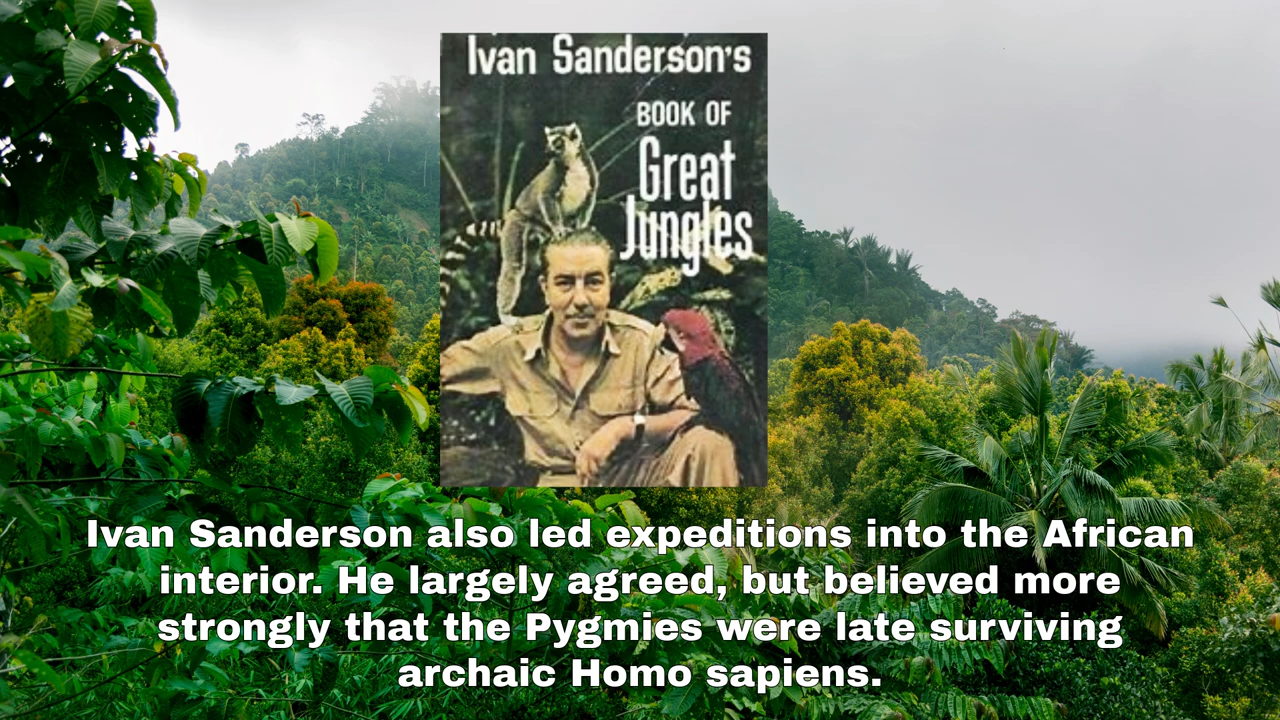 Ivan Sanderson's
BOOK OF
Great
Jungles
Ivan Sanderson also led expeditions into the African
interior. He largely agreed, but believed more
strongly that the Pygmies were late surviving
archaic Homo sapiens.